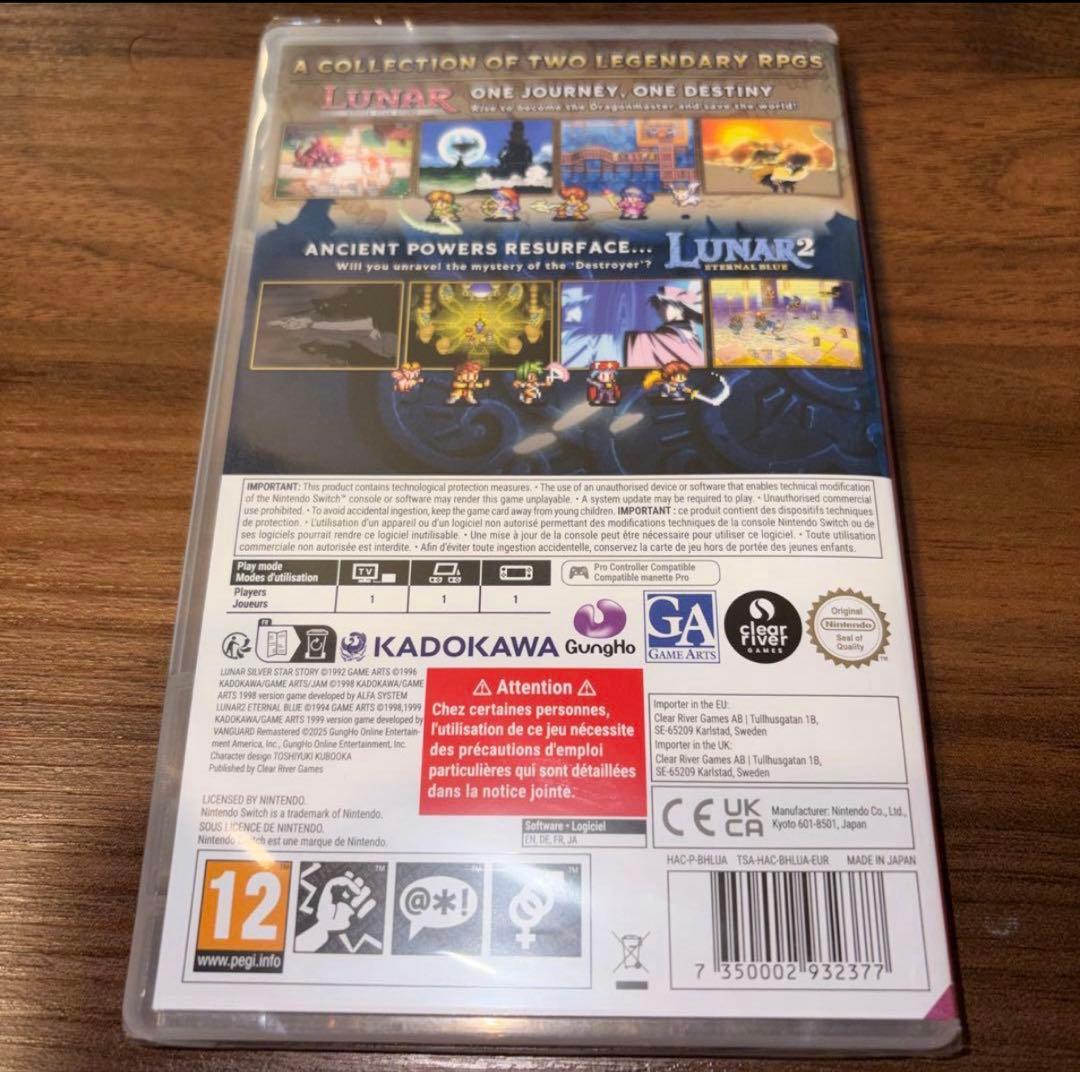 A COLLECTION OF TWO LEGENDARY RPGS
LUNAR ONE JOURNEY, ONE DESTINY
Rise to become the Dragonmaster and save the world!
ANCIENT POWERS RESURFACE... LUNAR2
Will you unravel the mystery of the 'Destroyer'? ETERNAL BLUE
IMPORTANT: This product contains technological protection measures. • The use of an unauthorised device or software that enables technical modification
of the Nintendo Switch™ console or software may render this game unplayable. • A system update may be required to play. • Unauthorised commercial
use prohibited. • To avoid accidental ingestion, keep the game card away from young children. IMPORTANT : ce produit contient des dispositifs techniques
de protection. • L'utilisation d'un appareil ou d'un logiciel non autorisé permettant des modifications techniques de la console Nintendo Switch ou de
ses logiciels pourrait rendre ce logiciel inutilisable. • Une mise à jour de la console peut être nécessaire pour utiliser ce logiciel. • Toute utilisation
commerciale non autorisée est interdite. • Afin d'éviter toute ingestion accidentelle, conservez la carte de jeu hors de portée des jeunes enfants.
Play mode
Modes d'utilisation
TV
Pro Controller Compatible
Compatible manette Pro
Players
Joueurs
1 1 1
FR
KADOKAWA
GungHo
GA
GAME ARTS
clear
river
GAMES
Original
Nintendo
Seal of
Quality
TM
LUNAR SILVER STAR STORY ©1992 GAME ARTS ©1996
KADOKAWA/GAME ARTS/JAM ©1998 KADOKAWA/GAME
ARTS 1998 version game developed by ALFA SYSTEM
LUNAR2 ETERNAL BLUE ©1994 GAME ARTS ©1998,1999
KADOKAWA/GAME ARTS 1999 version game developed by
VANGUARD Remastered ©2025 GungHo Online Entertain-
ment America, Inc., GungHo Online Entertainment, Inc.
Character design TOSHIYUKI KUBOOKA
Published by Clear River Games
LICENSED BY NINTENDO.
Nintendo Switch is a trademark of Nintendo.
SOUS LICENCE DE NINTENDO.
Nintendo est une marque de Nintendo.
Attention
Chez certaines personnes,
l'utilisation de ce jeu nécessite
des précautions d'emploi
particulières qui sont détaillées
dans la notice jointe.
Software • Logiciel
EN, DE, FR, JA
Importer in the EU:
Clear River Games AB | Tullhusgatan 1B,
SE-65209 Karlstad, Sweden
Importer in the UK:
Clear River Games AB | Tullhusgatan 1B,
SE-65209 Karlstad, Sweden
CE UK
CA
Manufacturer: Nintendo Co., Ltd.,
Kyoto 601-8501, Japan
HAC-P-BHLUA TSA-HAC-BHLUA-EUR MADE IN JAPAN
12
www.pegi.info
@*!
TM TM TM
7 350002 932377